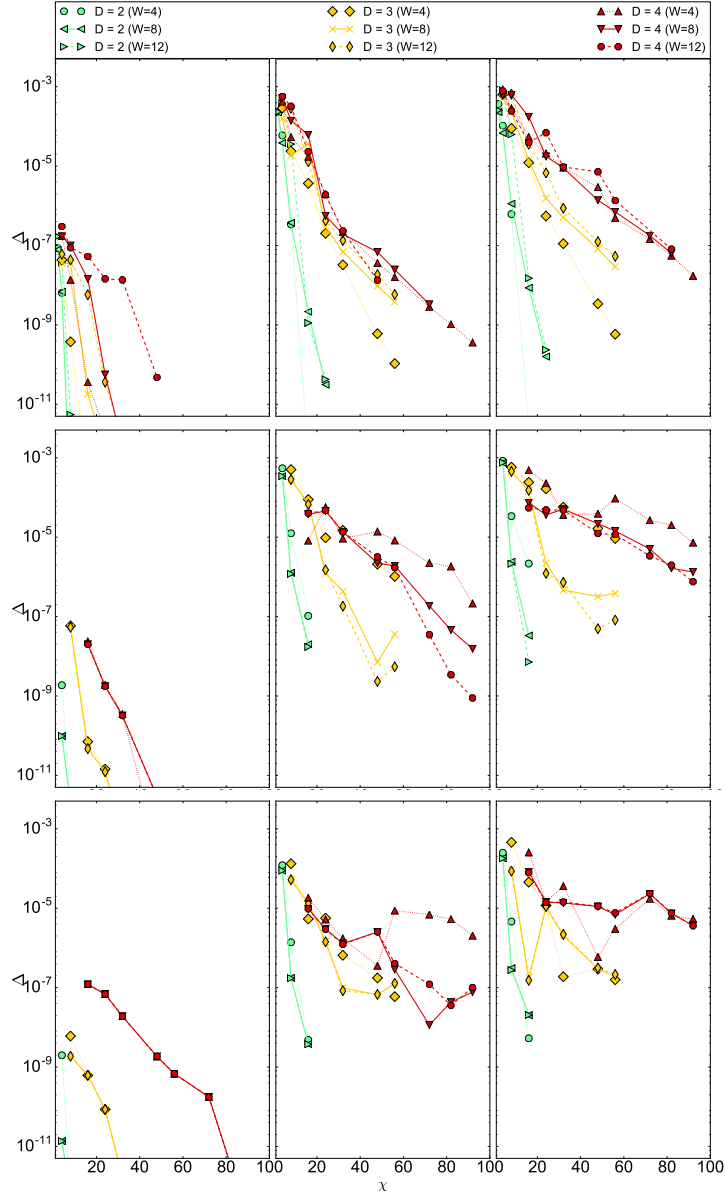 D = 2 (W=4) D = 3 (W=4) D = 4 (W=4)
D = 2 (W=8) D = 3 (W=8) D = 4 (W=8)
D = 2 (W=12) D = 3 (W=12) D = 4 (W=12)
10⁻³
10⁻⁵
10⁻⁷
Δ
10⁻⁹
10⁻¹¹
10⁻³
10⁻⁵
10⁻⁷
Δ
10⁻⁹
10⁻¹¹
10⁻³
10⁻⁵
10⁻⁷
Δ
10⁻⁹
10⁻¹¹
20 40 60 80 100 20 40 60 80 100 20 40 60 80 100
χ